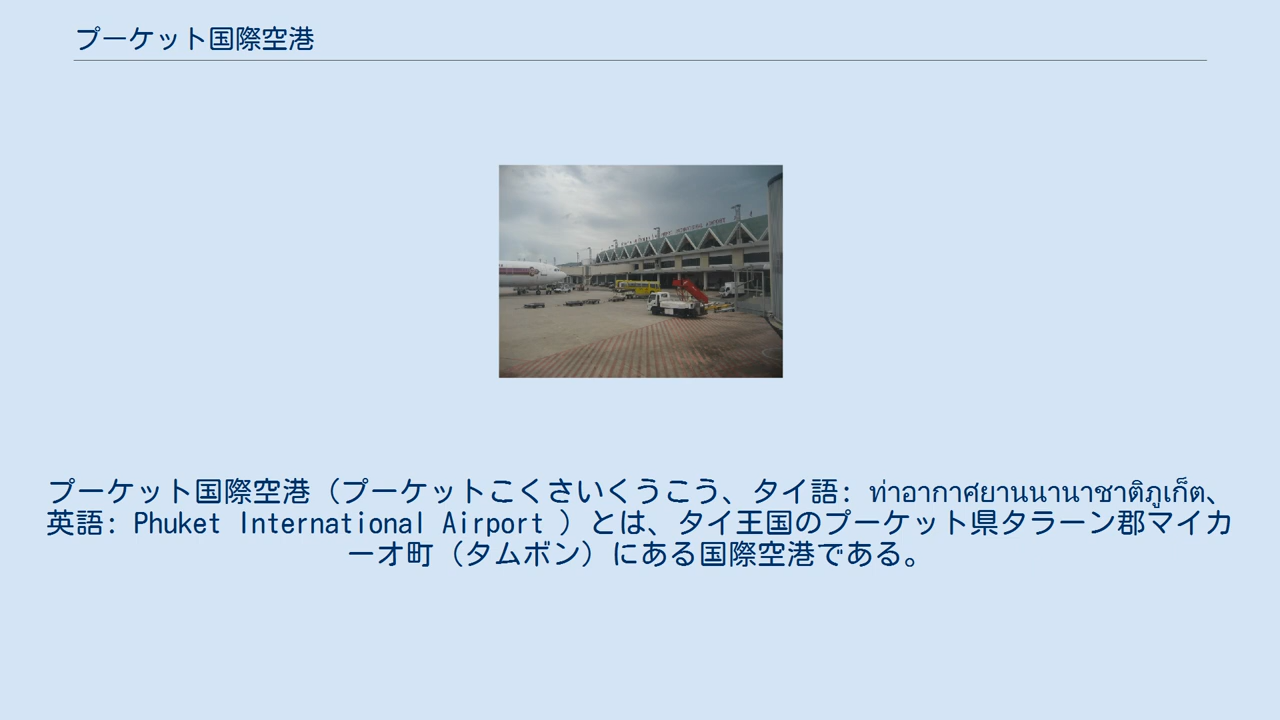 プーケット国際空港
プーケット国際空港（プーケットこくさいくうこう、タイ語: ท่าอากาศยานนานาชาติภูเก็ต、
英語: Phuket International Airport ）とは、タイ王国のプーケット県タラーン郡マイカ
ーオ町（タムボン）にある国際空港である。